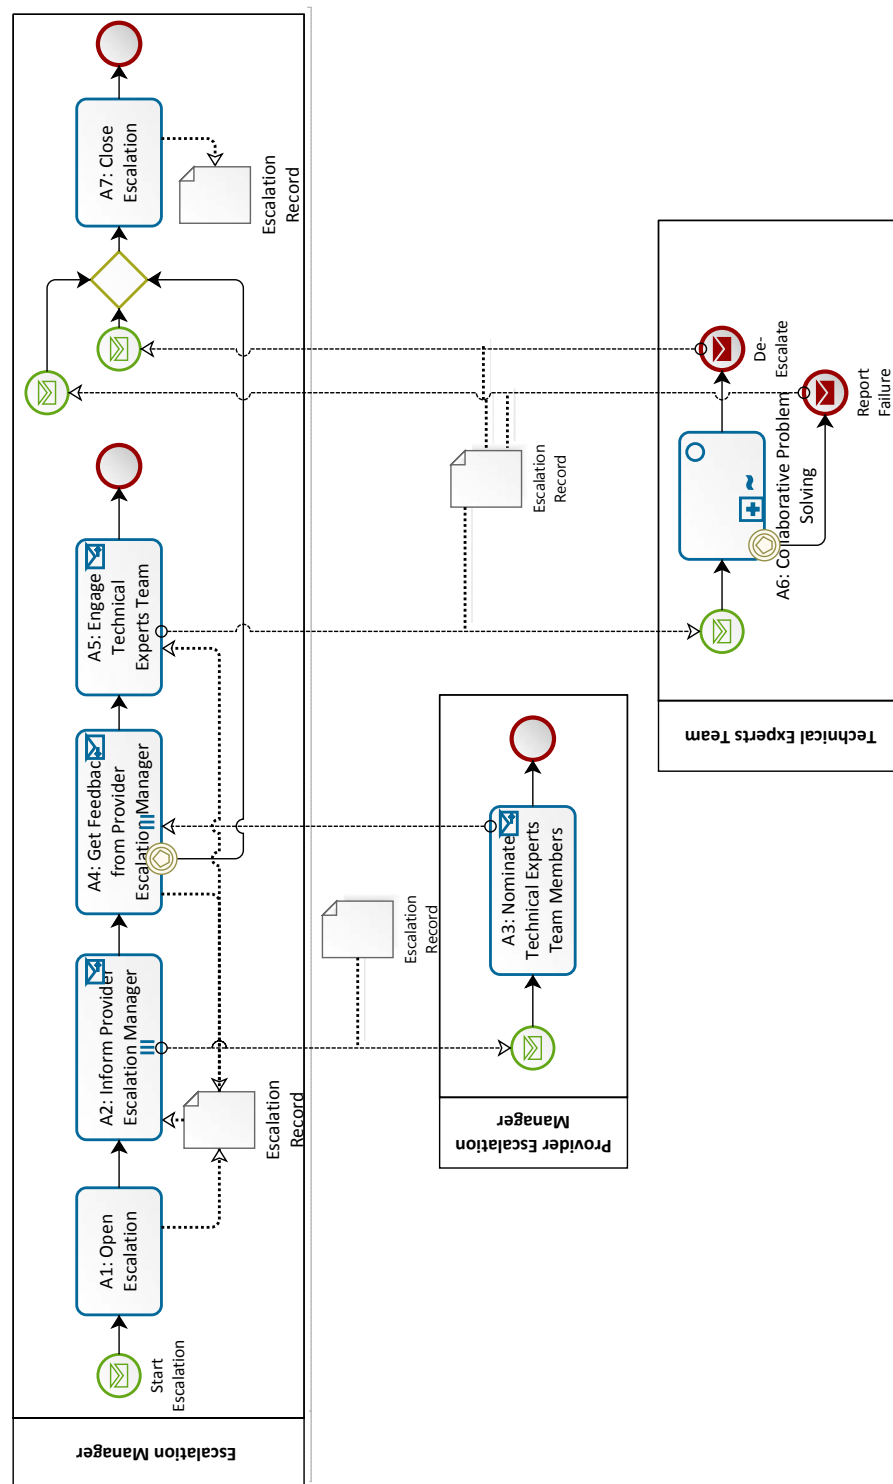 Escalation Manager
Start
Escalation
A1: Open
Escalation
A2: Inform Provider
Escalation Manager
Escalation
Record
A4: Get Feedback
from Provider
Escalation Manager
A5: Engage
Technical
Experts Team
A7: Close
Escalation
Escalation
Record
Escalation
Record
Escalation
Record
Provider Escalation
Manager
A3: Nominate
Technical Experts
Team Members
Technical Experts Team
A6: Collaborative Problem
Solving
De-
Escalate
Report
Failure